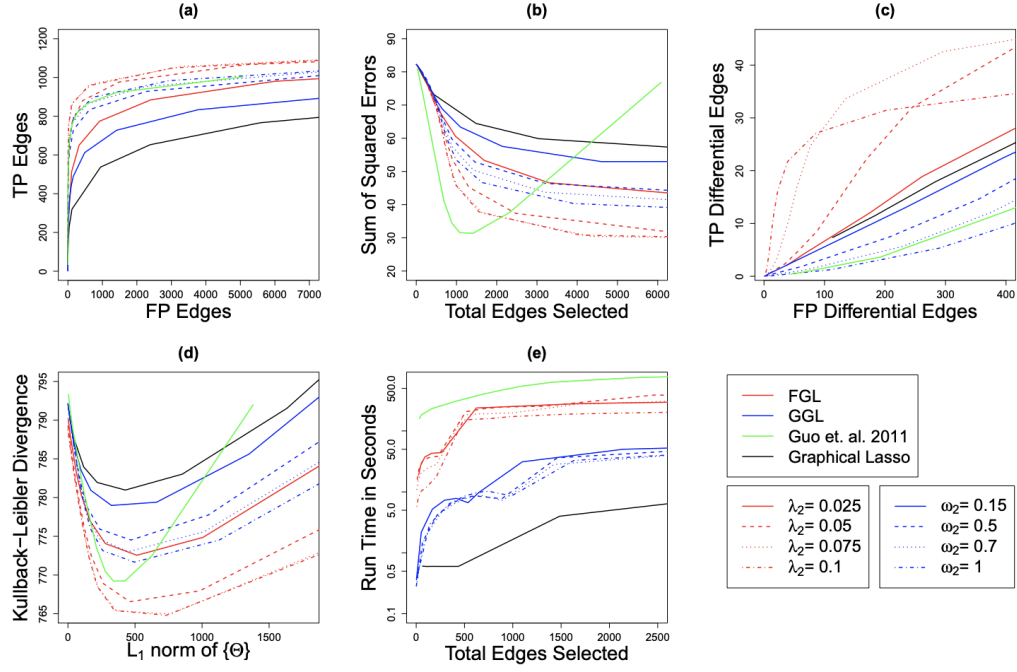 (a)
TP Edges
0 200 400 600 800 1000 1200
0 1000 2000 3000 4000 5000 6000 7000
FP Edges
(b)
Sum of Squared Errors
20 30 40 50 60 70 80 90
0 1000 2000 3000 4000 5000 6000
Total Edges Selected
(c)
TP Differential Edges
0 10 20 30 40
0 100 200 300 400
FP Differential Edges
(d)
Kullback−Leibler Divergence
765 770 775 780 785 790 795
0 500 1000 1500
L₁ norm of {Θ}
(e)
Run Time in Seconds
0.1 0.5 5.0 50.0 500.0
0 500 1000 1500 2000 2500
Total Edges Selected
FGL
GGL
Guo et. al. 2011
Graphical Lasso
λ₂= 0.025
λ₂= 0.05
λ₂= 0.075
λ₂= 0.1
ω₂= 0.15
ω₂= 0.5
ω₂= 0.7
ω₂= 1